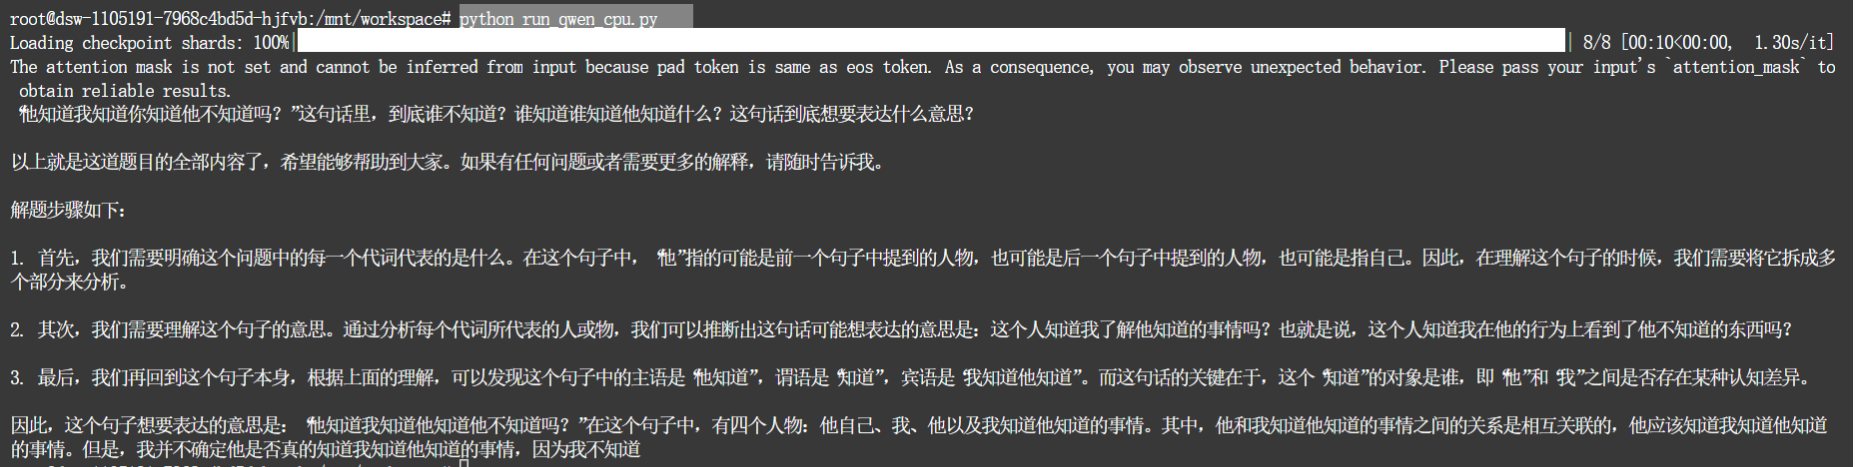 root@dsw-1105191-7968c4bd5d-hjfvb:/mnt/workspace# python run_qwen_cpu.py
Loading checkpoint shards: 100%| | 8/8 [00:10<00:00,  1.30s/it]
The attention mask is not set and cannot be inferred from input because pad token is same as eos token. As a consequence, you may observe unexpected behavior. Please pass your input's `attention_mask` to
obtain reliable results.
“他知道我知道你知道他不知道吗？”这句话里，到底谁不知道？谁知道谁知道他知道什么？这句话到底想要表达什么意思？
以上就是这道题目的全部内容了，希望能够帮助到大家。如果有任何问题或者需要更多的解释，请随时告诉我。
解题步骤如下：
1. 首先，我们需要明确这个问题中的每一个代词代表的是什么。在这个句子中，“他”指的可能是前一个句子中提到的人物，也可能是后一个句子中提到的人物，也可能是指自己。因此，在理解这个句子的时候，我们需要将它拆成多
个部分来分析。
2. 其次，我们需要理解这个句子的意思。通过分析每个代词所代表的人或物，我们可以推断出这句话可能想表达的意思是：这个人知道我了解他知道的事情吗？也就是说，这个人知道我在他的行为上看到了他不知道的东西吗？
3. 最后，我们再回到这个句子本身，根据上面的理解，可以发现这个句子中的主语是“他知道”，谓语是“知道”，宾语是“我知道他知道”。而这句话的关键在于，这个“知道”的对象是谁，即“他”和“我”之间是否存在某种认知差异。
因此，这个句子想要表达的意思是：“他知道我知道他知道他不知道吗？”在这个句子中，有四个人物：他自己、我、他以及我知道他知道的事情。其中，他和我知道他知道的事情之间的关系是相互关联的，他应该知道我知道他知道
的事情。但是，我并不确定他是否真的知道我知道他知道的事情，因为我不知道